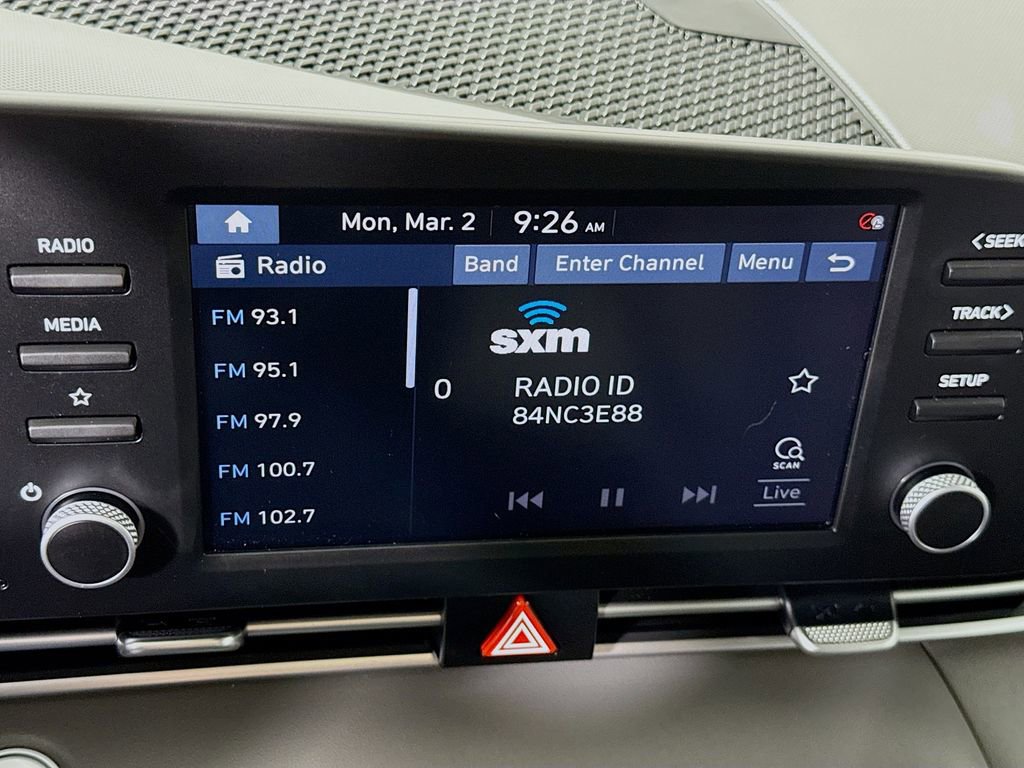 Mon, Mar. 2 9:26 AM
RADIO
<SEEK
Radio Band Enter Channel Menu
FM 93.1
sxm
TRACK>
MEDIA
FM 95.1
0 RADIO ID
84NC3E88
SETUP
FM 97.9
SCAN
FM 100.7
Live
FM 102.7